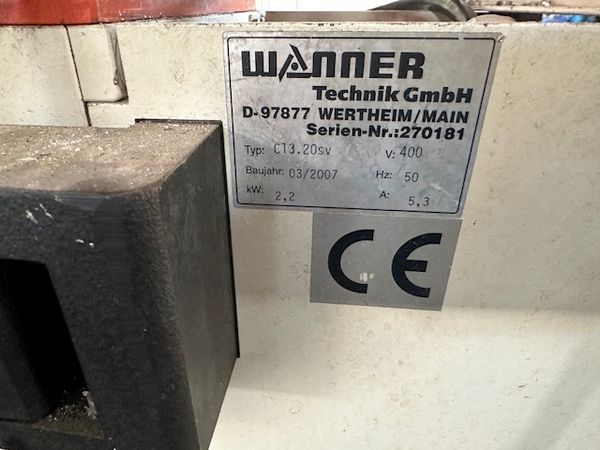 WANNER
Technik GmbH
D-97877 WERTHEIM/MAIN
Serien-Nr.:270181
Typ: C13.20sv V: 400
Baujahr: 03/2007 Hz: 50
kW: 2,2 A: 5,3
CE